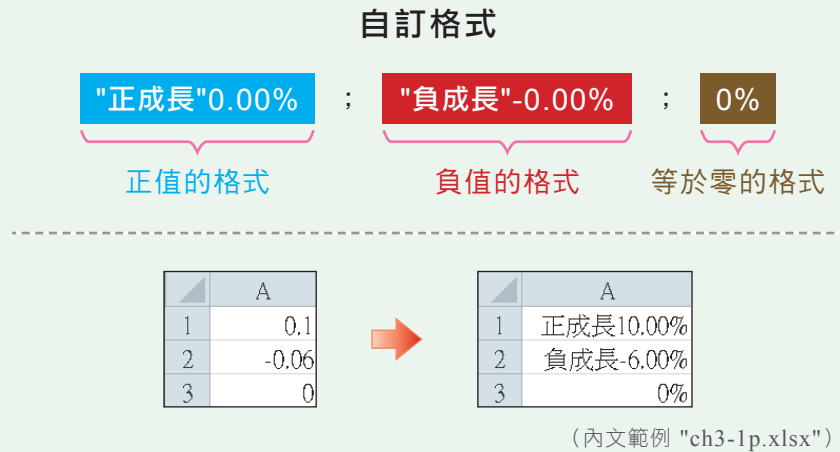 自訂格式
"正成長"0.00% ; "負成長"-0.00% ; 0%
正值的格式 負值的格式 等於零的格式
A A
1 0.1 1 正成長10.00%
2 -0.06 2 負成長-6.00%
3 0 3 0%
（內文範例 "ch3-1p.xlsx"）